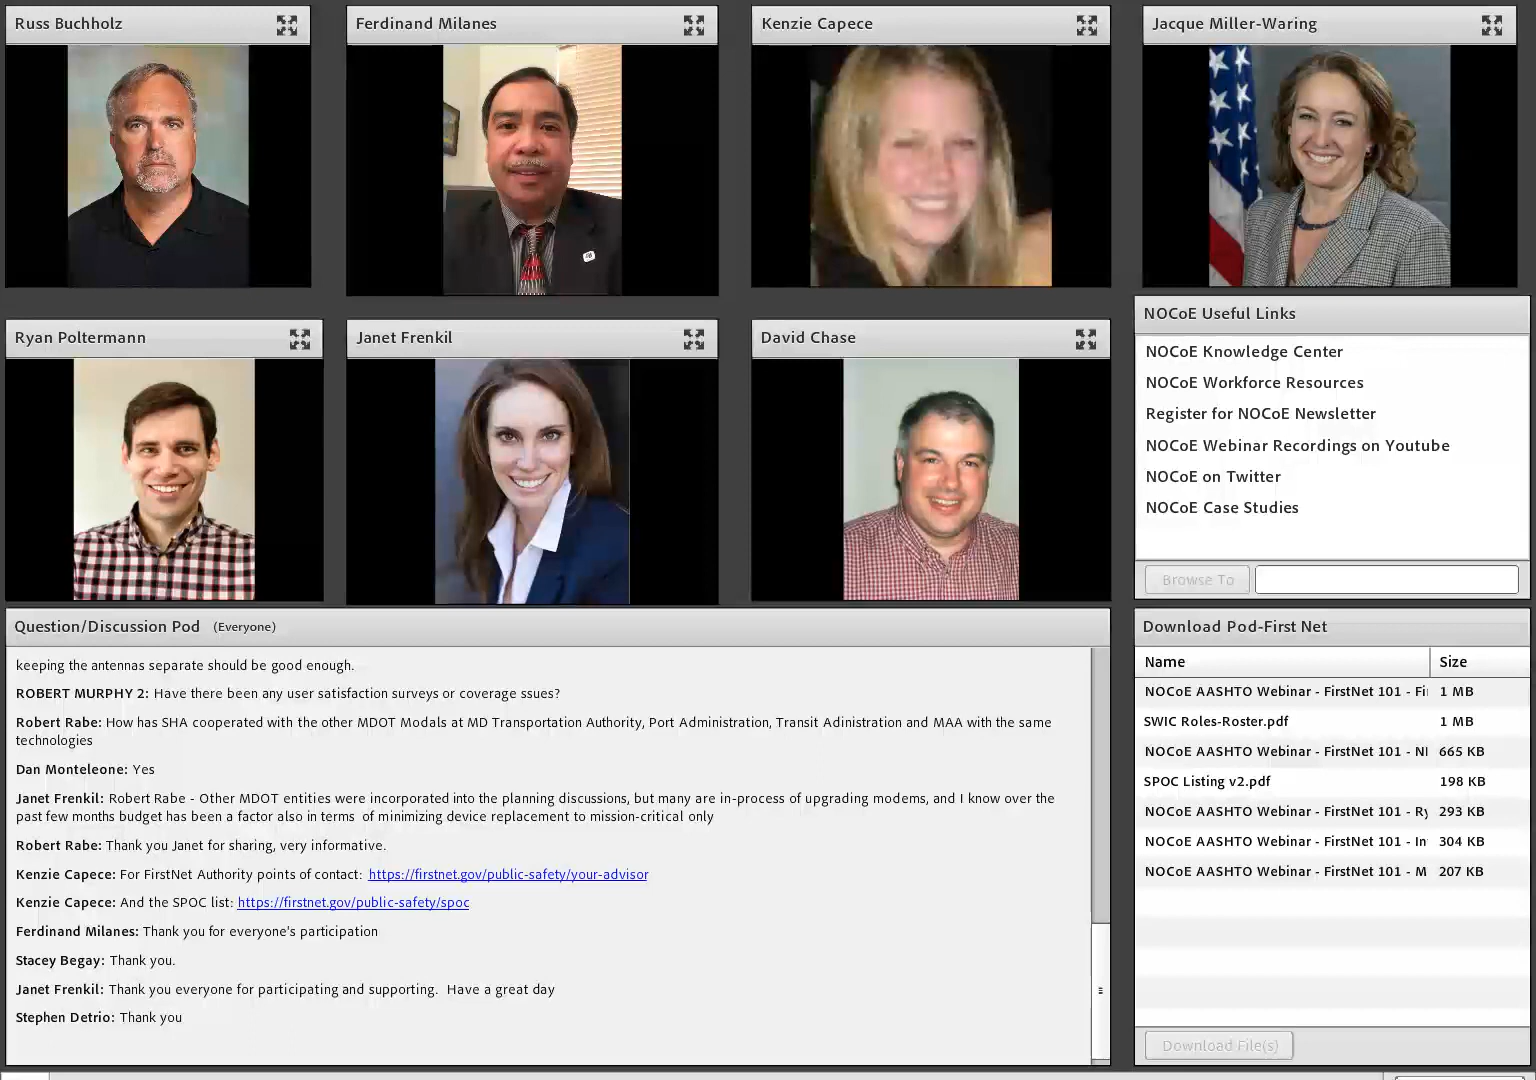 Russ Buchholz
Ferdinand Milanes
Kenzie Capece
Jacque Miller-Waring
Ryan Poltermann
Janet Frenkil
David Chase
NOCoE Useful Links
NOCoE Knowledge Center
NOCoE Workforce Resources
Register for NOCoE Newsletter
NOCoE Webinar Recordings on Youtube
NOCoE on Twitter
NOCoE Case Studies
Browse To
Question/Discussion Pod (Everyone)
keeping the antennas separate should be good enough.
ROBERT MURPHY 2: Have there been any user satisfaction surveys or coverage ssues?
Robert Rabe: How has SHA cooperated with the other MDOT Modals at MD Transportation Authority, Port Administration, Transit Adinistration and MAA with the same
technologies
Dan Monteleone: Yes
Janet Frenkil: Robert Rabe - Other MDOT entities were incorporated into the planning discussions, but many are in-process of upgrading modems, and I know over the
past few months budget has been a factor also in terms of minimizing device replacement to mission-critical only
Robert Rabe: Thank you Janet for sharing, very informative.
Kenzie Capece: For FirstNet Authority points of contact: https://firstnet.gov/public-safety/your-advisor
Kenzie Capece: And the SPOC list: https://firstnet.gov/public-safety/spoc
Ferdinand Milanes: Thank you for everyone's participation
Stacey Begay: Thank you.
Janet Frenkil: Thank you everyone for participating and supporting. Have a great day
Stephen Detrio: Thank you
Download Pod-First Net
Name Size
NOCoE AASHTO Webinar - FirstNet 101 - Fi 1 MB
SWIC Roles-Roster.pdf 1 MB
NOCoE AASHTO Webinar - FirstNet 101 - NI 665 KB
SPOC Listing v2.pdf 198 KB
NOCoE AASHTO Webinar - FirstNet 101 - Ry 293 KB
NOCoE AASHTO Webinar - FirstNet 101 - In 304 KB
NOCoE AASHTO Webinar - FirstNet 101 - M 207 KB
Download File(s)